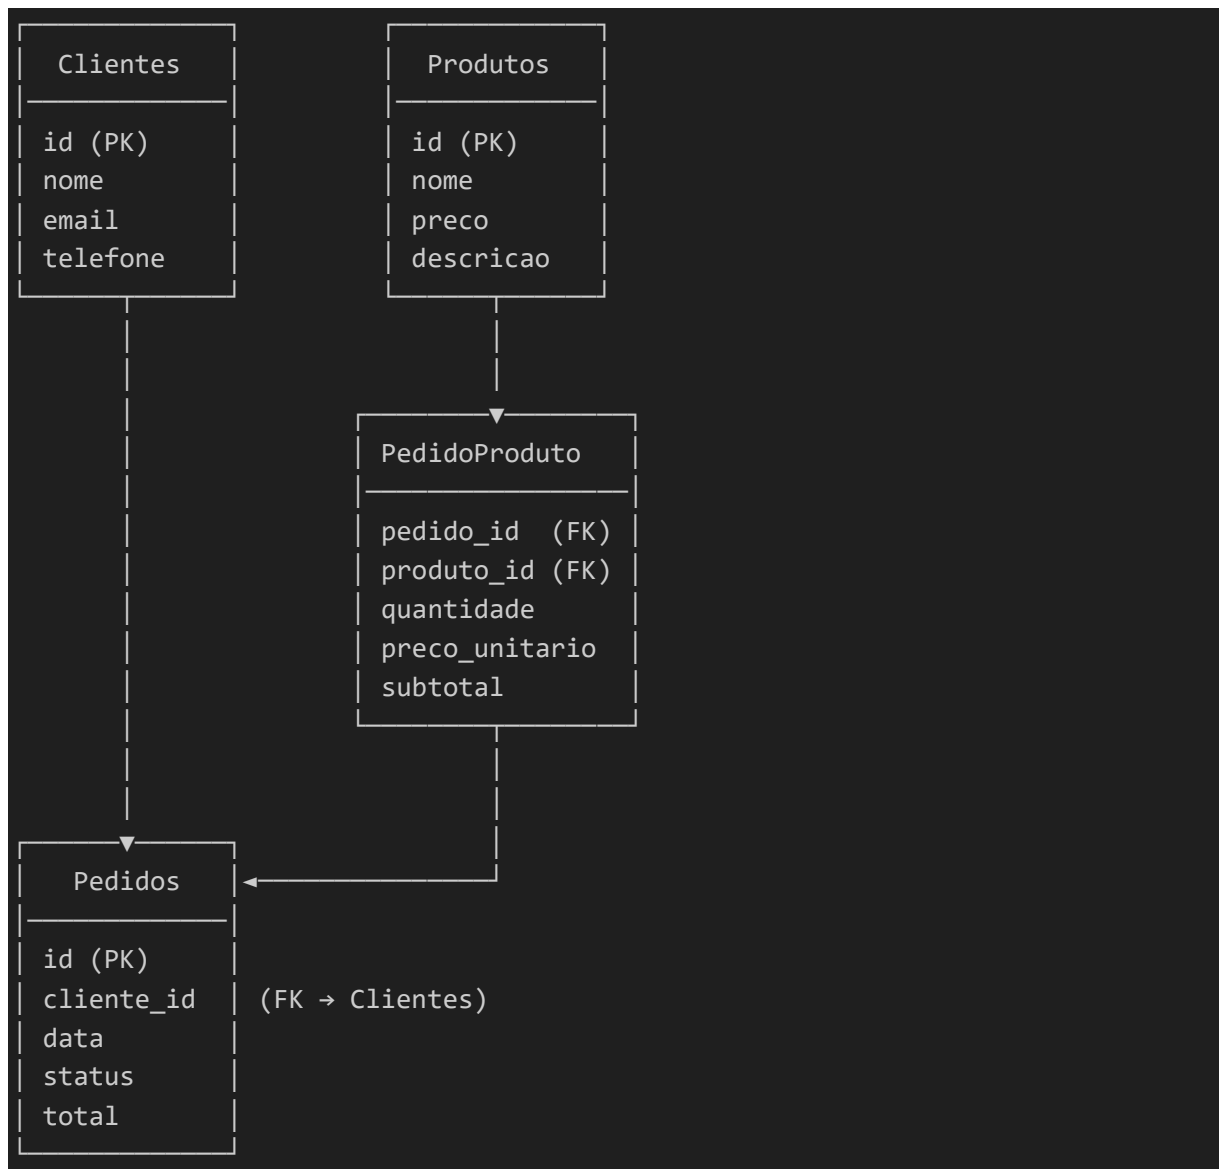 Clientes
id (PK)
nome
email
telefone
Produtos
id (PK)
nome
preco
descricao
PedidoProduto
pedido_id  (FK)
produto_id (FK)
quantidade
preco_unitario
subtotal
Pedidos
id (PK)
cliente_id (FK → Clientes)
data
status
total